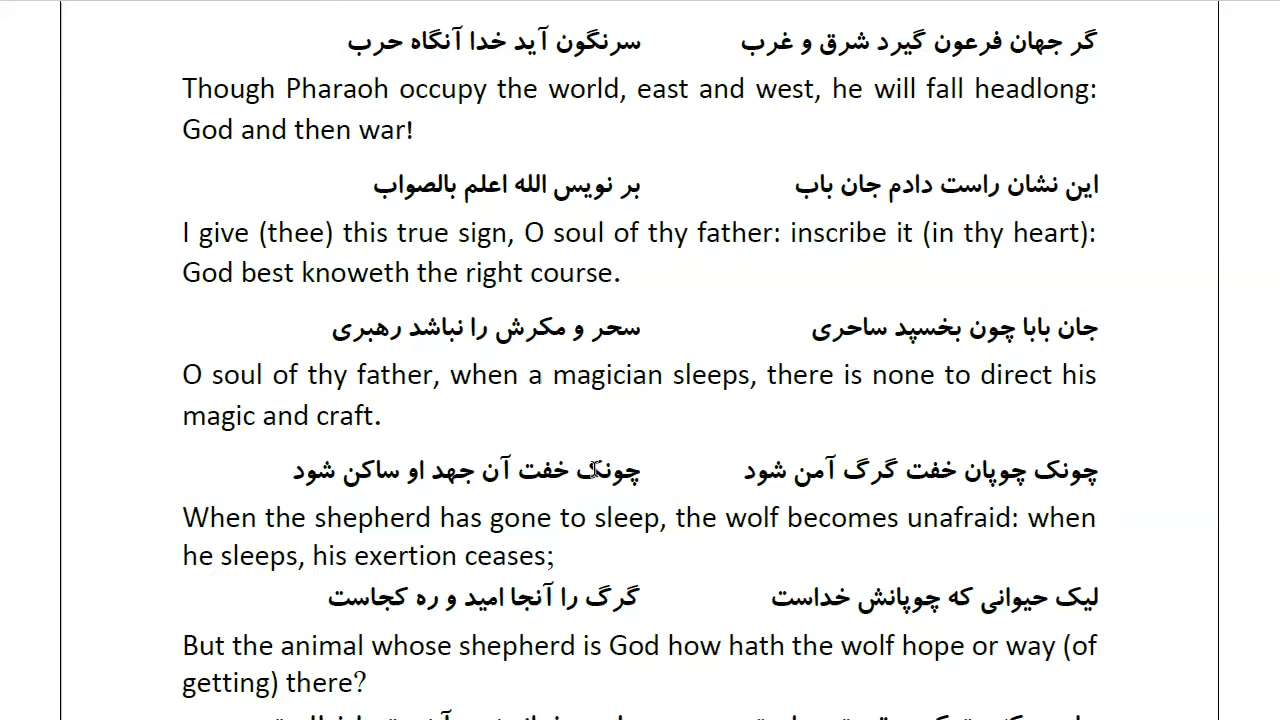 گر جهان فرعون گیرد شرق و غرب سرنگون آید خدا آنگاه حرب
Though Pharaoh occupy the world, east and west, he will fall headlong:
God and then war!
این نشان راست دادم جان باب بر نویس الله اعلم بالصواب
I give (thee) this true sign, O soul of thy father: inscribe it (in thy heart):
God best knoweth the right course.
جان بابا چون بخسپد ساحری سحر و مکرش را نباشد رهبری
O soul of thy father, when a magician sleeps, there is none to direct his
magic and craft.
چونک چوپان خفت گرگ آمن شود چونک خفت آن جهد او ساکن شود
When the shepherd has gone to sleep, the wolf becomes unafraid: when
he sleeps, his exertion ceases;
لیک حیوانی که چوپانش خداست گرگ را آنجا امید و ره کجاست
But the animal whose shepherd is God how hath the wolf hope or way (of
getting) there?